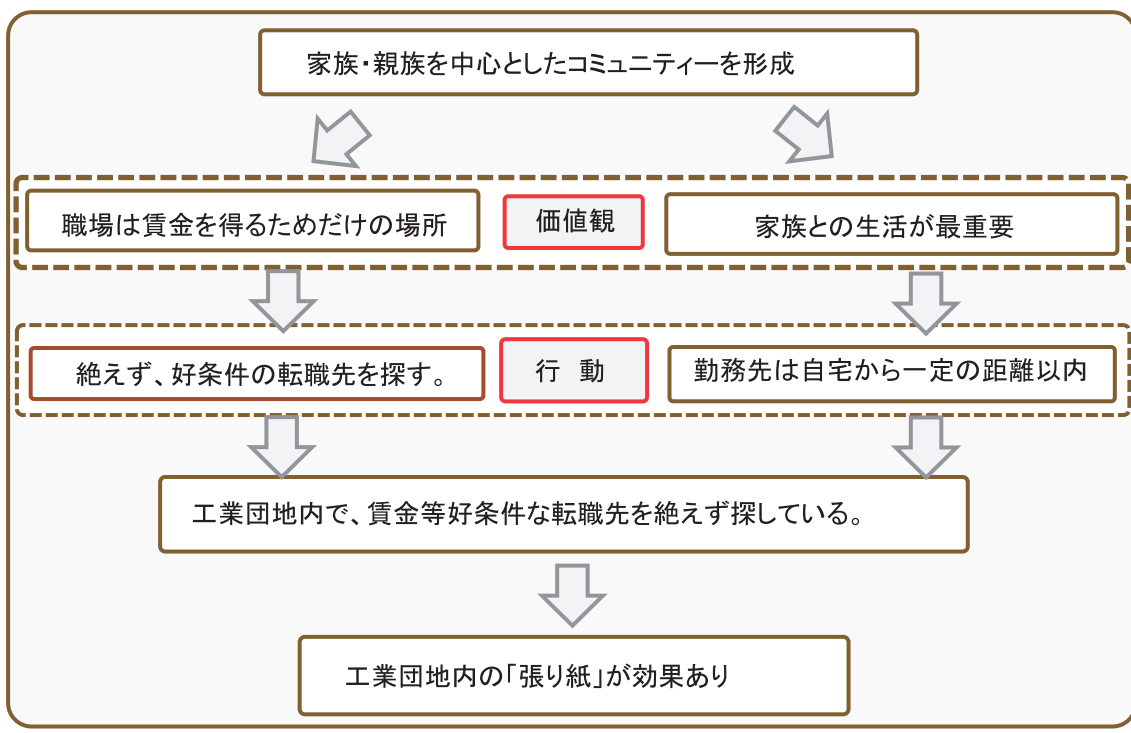 家族・親族を中心としたコミュニティーを形成
職場は賃金を得るためだけの場所
価値観
家族との生活が最重要
絶えず、好条件の転職先を探す。
行 動
勤務先は自宅から一定の距離以内
工業団地内で、賃金等好条件な転職先を絶えず探している。
工業団地内の「張り紙」が効果あり